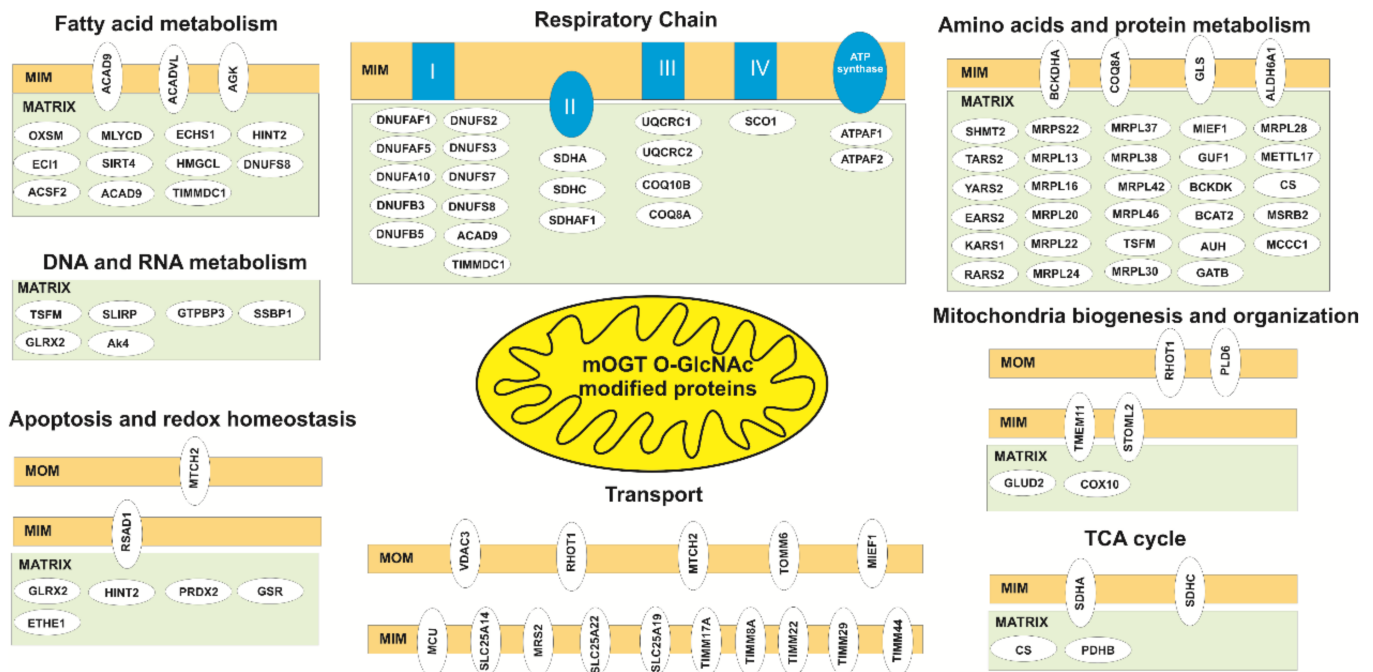 Fatty acid metabolism
MIM
ACAD9
ACADVL
AGK
MATRIX
OXSM MLYCD ECHS1 HINT2
ECI1 SIRT4 HMGCL DNUFS8
ACSF2 ACAD9 TIMMDC1
DNA and RNA metabolism
MATRIX
TSFM SLIRP GTPBP3 SSBP1
GLRX2 Ak4
Apoptosis and redox homeostasis
MOM
MTCH2
MIM
RSAD1
MATRIX
GLRX2 HINT2 PRDX2 GSR
ETHE1
Respiratory Chain
MIM
I
II
III
IV
ATP
synthase
DNUFAF1 DNUFS2
DNUFAF5 DNUFS3
DNUFA10 DNUFS7
DNUFB3 DNUFS8
DNUFB5 ACAD9
TIMMDC1
SDHA
SDHC
SDHAF1
UQCRC1
UQCRC2
COQ10B
COQ8A
SCO1
ATPAF1
ATPAF2
mOGT O-GlcNAc
modified proteins
Transport
MOM
VDAC3
RHOT1
MTCH2
TOMM6
MIEF1
MIM
MCU
SLC25A14
MRS2
SLC25A22
SLC25A19
TIMM17A
TIMM8A
TIMM22
TIMM29
TIMM44
Amino acids and protein metabolism
MIM
BCKDHA
COQ8A
GLS
ALDH6A1
MATRIX
SHMT2 MRPS22 MRPL37 MIEF1 MRPL28
TARS2 MRPL13 MRPL38 GUF1 METTL17
YARS2 MRPL16 MRPL42 BCKDK CS
EARS2 MRPL20 MRPL46 BCAT2 MSRB2
KARS1 MRPL22 TSFM AUH MCCC1
RARS2 MRPL24 MRPL30 GATB
Mitochondria biogenesis and organization
MOM
RHOT1
PLD6
MIM
TMEM11
STOML2
MATRIX
GLUD2 COX10
TCA cycle
MIM
SDHA
SDHC
MATRIX
CS PDHB